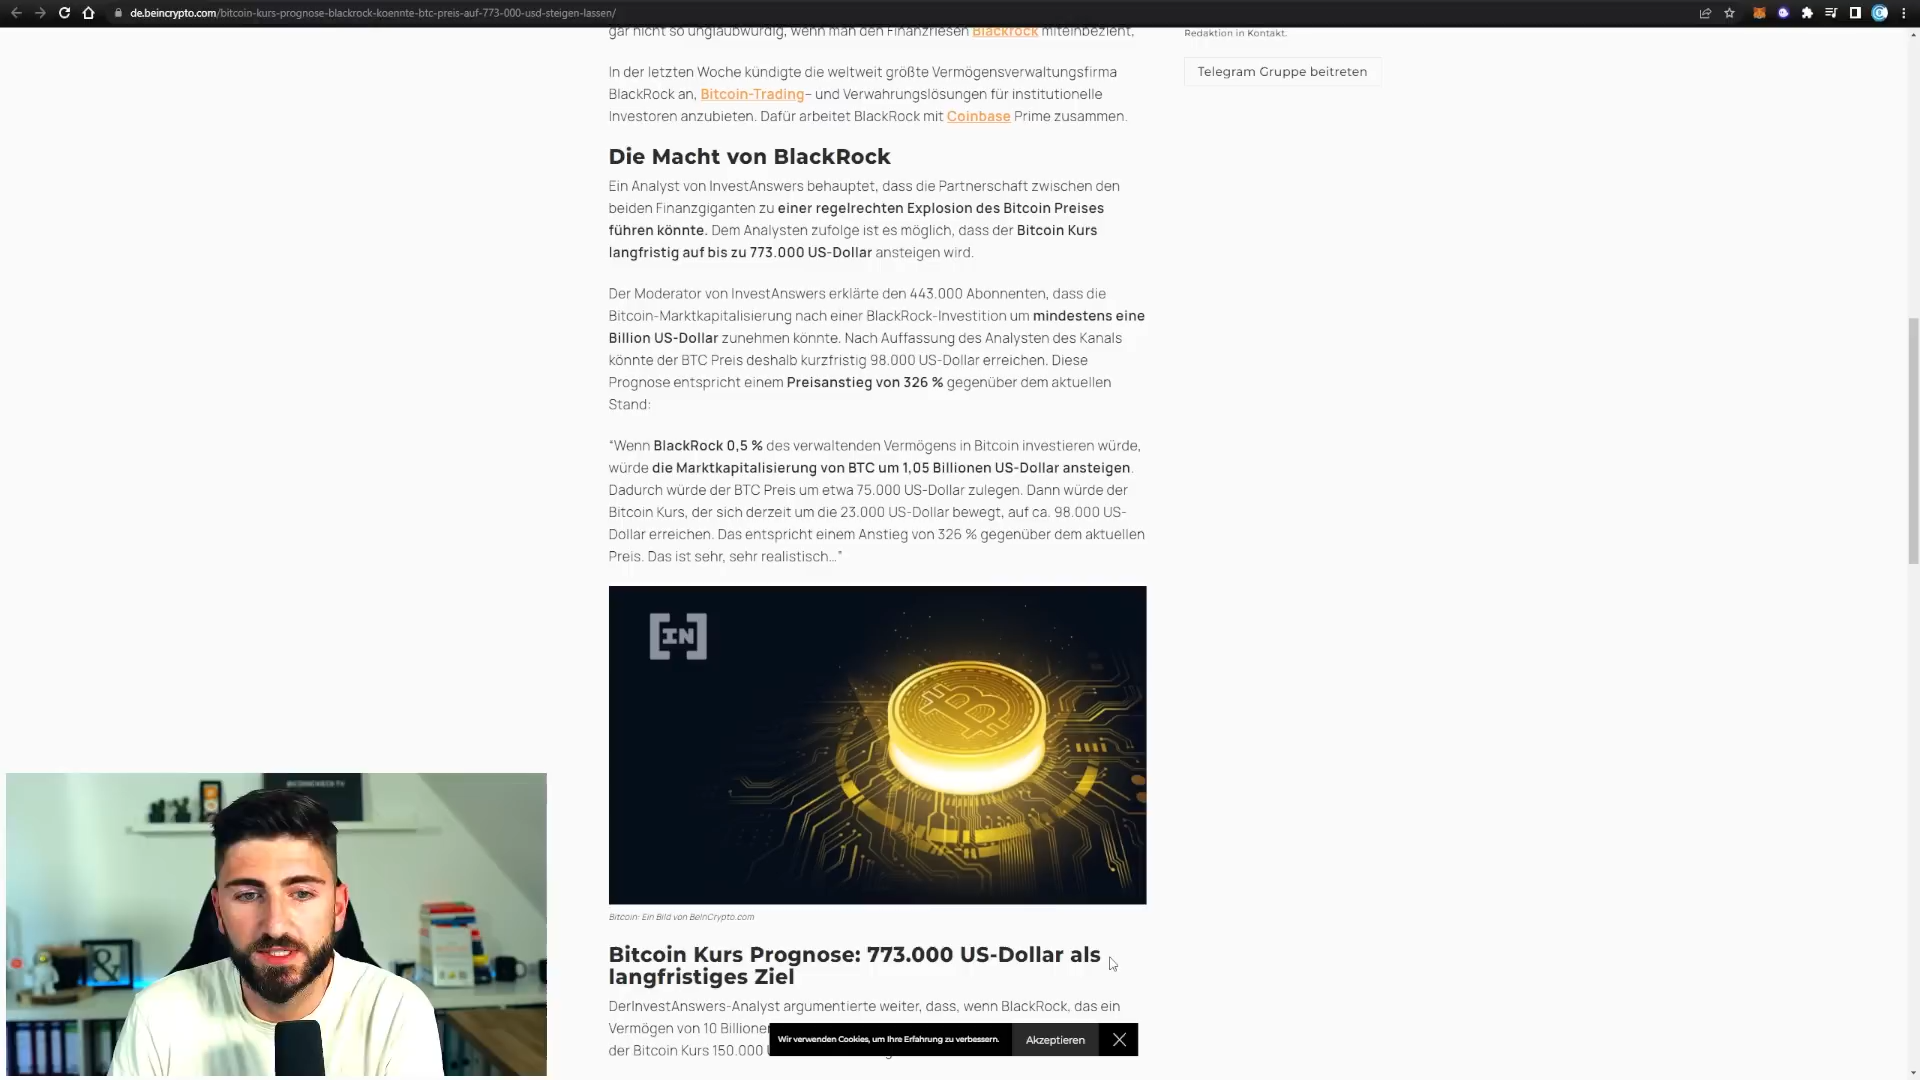 de.beincrypto.com/bitcoin-kurs-prognose-blackrock-koennte-btc-preis-auf-773-000-usd-steigen-lassen/
gar nicht so unglaubwürdig, wenn man den Finanzriesen Blackrock miteinbezieht,
Redaktion in Kontakt.
Telegram Gruppe beitreten
In der letzten Woche kündigte die weltweit größte Vermögensverwaltungsfirma
BlackRock an, Bitcoin-Trading– und Verwahrungslösungen für institutionelle
Investoren anzubieten. Dafür arbeitet BlackRock mit Coinbase Prime zusammen.
Die Macht von BlackRock
Ein Analyst von InvestAnswers behauptet, dass die Partnerschaft zwischen den
beiden Finanzgiganten zu einer regelrechten Explosion des Bitcoin Preises
führen könnte. Dem Analysten zufolge ist es möglich, dass der Bitcoin Kurs
langfristig auf bis zu 773.000 US-Dollar ansteigen wird.
Der Moderator von InvestAnswers erklärte den 443.000 Abonnenten, dass die
Bitcoin-Marktkapitalisierung nach einer BlackRock-Investition um mindestens eine
Billion US-Dollar zunehmen könnte. Nach Auffassung des Analysten des Kanals
könnte der BTC Preis deshalb kurzfristig 98.000 US-Dollar erreichen. Diese
Prognose entspricht einem Preisanstieg von 326 % gegenüber dem aktuellen
Stand:
“Wenn BlackRock 0,5 % des verwaltenden Vermögens in Bitcoin investieren würde,
würde die Marktkapitalisierung von BTC um 1,05 Billionen US-Dollar ansteigen.
Dadurch würde der BTC Preis um etwa 75.000 US-Dollar zulegen. Dann würde der
Bitcoin Kurs, der sich derzeit um die 23.000 US-Dollar bewegt, auf ca. 98.000 US-
Dollar erreichen. Das entspricht einem Anstieg von 326 % gegenüber dem aktuellen
Preis. Das ist sehr, sehr realistisch…”
[IN]
Bitcoin: Ein Bild von BeInCrypto.com
Bitcoin Kurs Prognose: 773.000 US-Dollar als
langfristiges Ziel
DerInvestAnswers-Analyst argumentierte weiter, dass, wenn BlackRock, das ein
Vermögen von 10 Billionen
der Bitcoin Kurs 150.000
Wir verwenden Cookies, um Ihre Erfahrung zu verbessern.
Akzeptieren
&